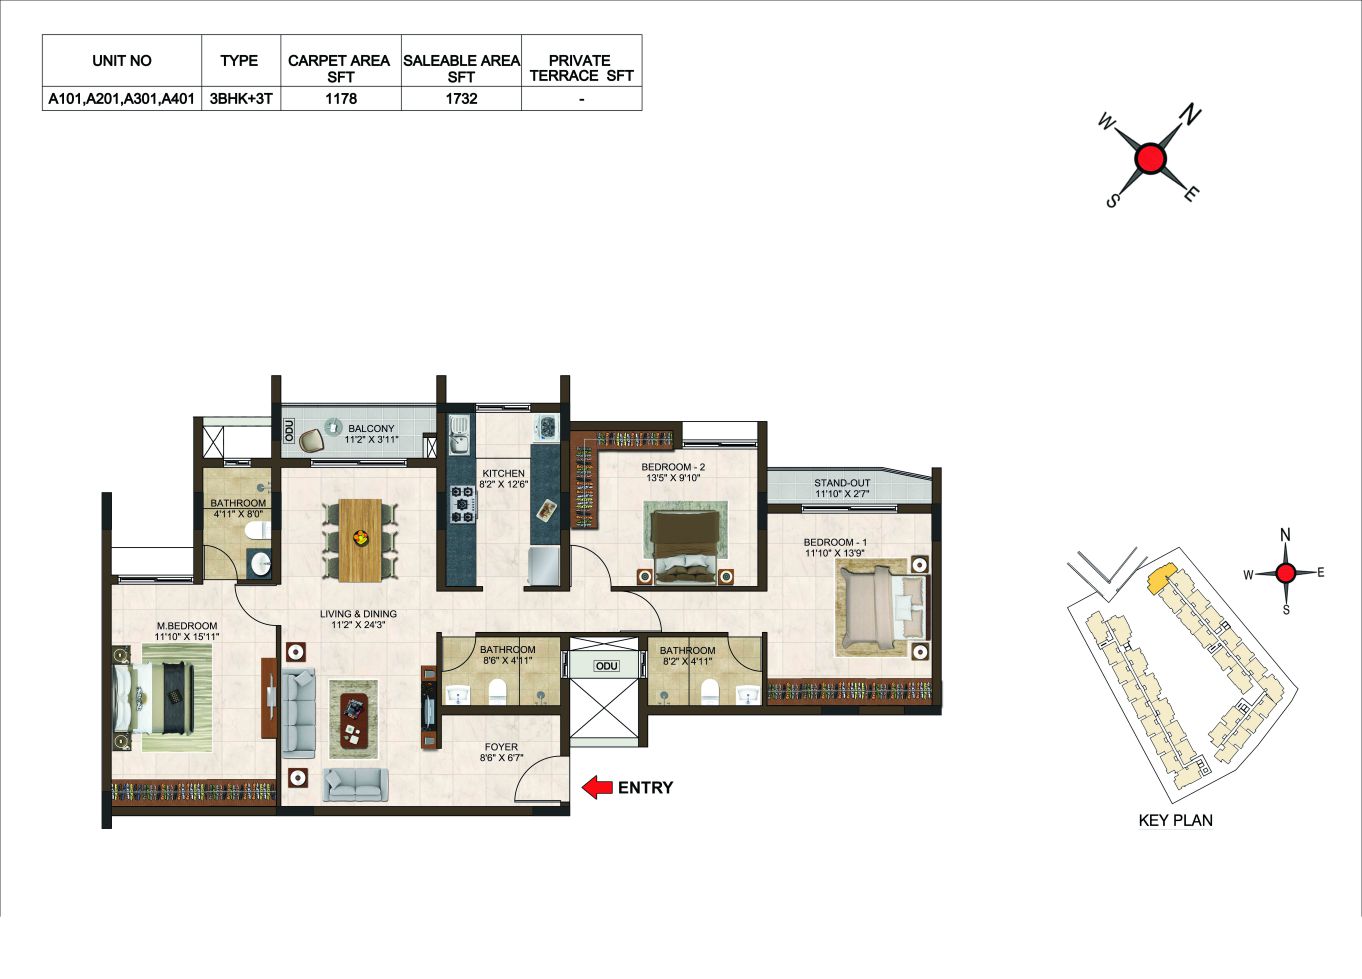 UNIT NO
TYPE
CARPET AREA
SFT
SALEABLE AREA
SFT
PRIVATE
TERRACE SFT
A101,A201,A301,A401
3BHK+3T
1178
1732
-
W
N
S
E
ODU
BALCONY
11'2" X 3'11"
KITCHEN
8'2" X 12'6"
BEDROOM - 2
13'5" X 9'10"
STAND-OUT
11'10" X 2'7"
BATHROOM
4'11" X 8'0"
BEDROOM - 1
11'10" X 13'9"
LIVING & DINING
11'2" X 24'3"
M.BEDROOM
11'10" X 15'11"
BATHROOM
8'6" X 4'11"
ODU
BATHROOM
8'2" X 4'11"
FOYER
8'6" X 6'7"
ENTRY
N
W
E
S
KEY PLAN